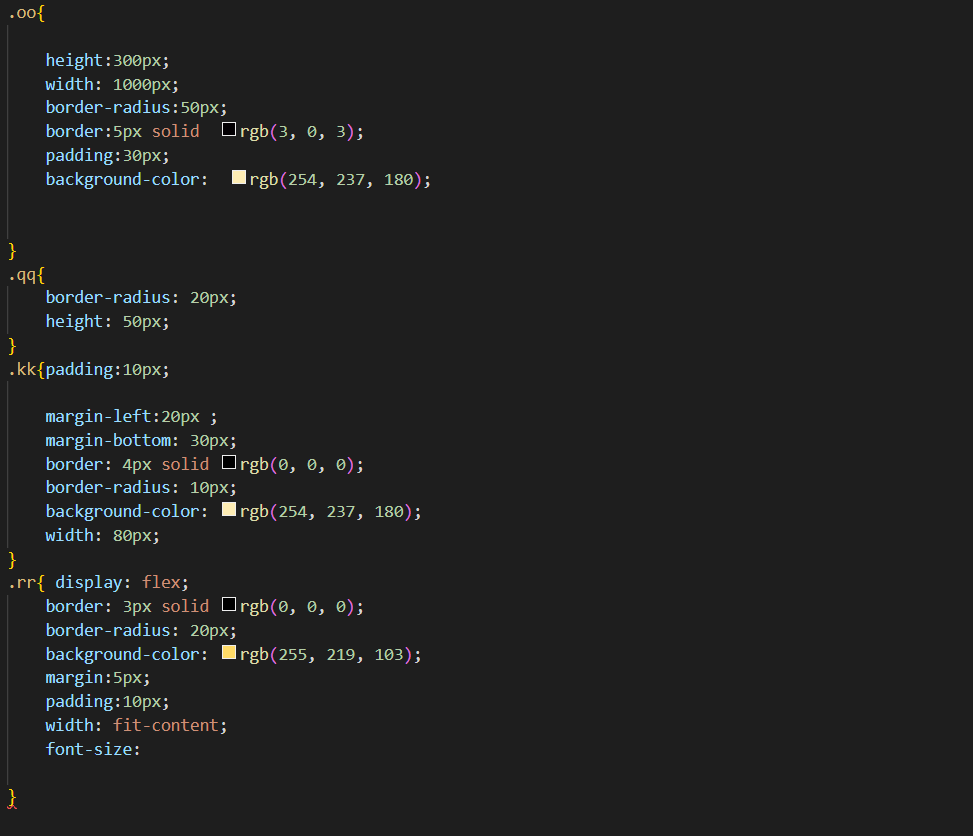 .oo{
height:300px;
width: 1000px;
border-radius:50px;
border:5px solid  rgb(3, 0, 3);
padding:30px;
background-color:  rgb(254, 237, 180);
}
.qq{
border-radius: 20px;
height: 50px;
}
.kk{padding:10px;
margin-left:20px ;
margin-bottom: 30px;
border: 4px solid rgb(0, 0, 0);
border-radius: 10px;
background-color: rgb(254, 237, 180);
width: 80px;
}
.rr{ display: flex;
border: 3px solid rgb(0, 0, 0);
border-radius: 20px;
background-color: rgb(255, 219, 103);
margin:5px;
padding:10px;
width: fit-content;
font-size:
}